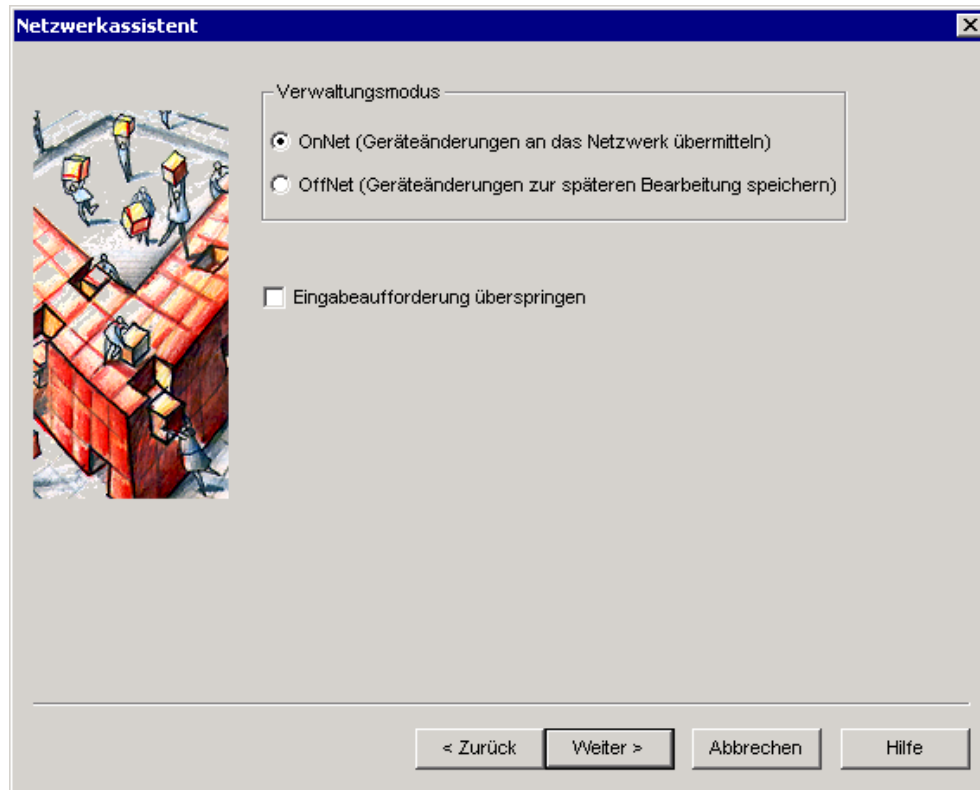 Netzwerkassistent
Verwaltungsmodus
OnNet (Geräteänderungen an das Netzwerk übermitteln)
OffNet (Geräteänderungen zur späteren Bearbeitung speichern)
Eingabeaufforderung überspringen
< Zurück
Weiter >
Abbrechen
Hilfe